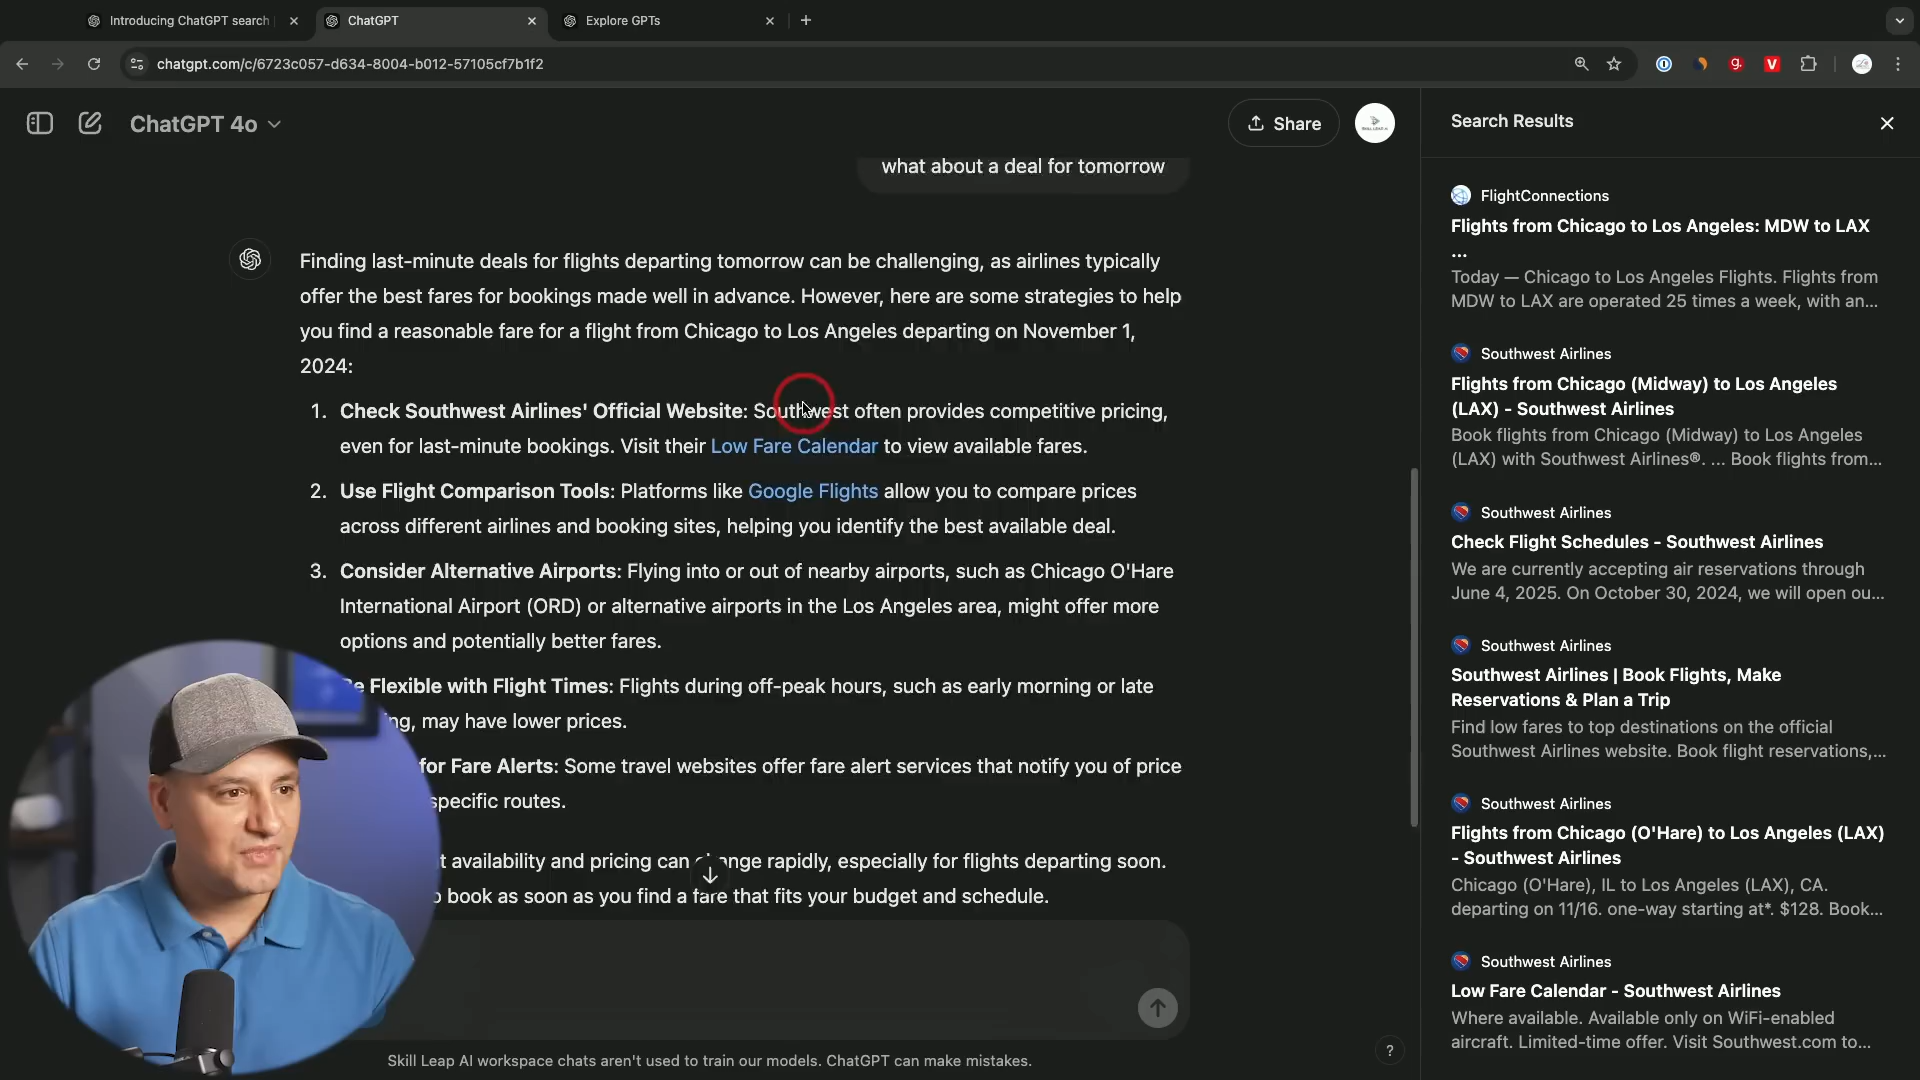 Introducing ChatGPT search
ChatGPT
Explore GPTs
chatgpt.com/c/6723c057-d634-8004-b012-57105cf7b1f2
ChatGPT 4o
Share
what about a deal for tomorrow
Finding last-minute deals for flights departing tomorrow can be challenging, as airlines typically
offer the best fares for bookings made well in advance. However, here are some strategies to help
you find a reasonable fare for a flight from Chicago to Los Angeles departing on November 1,
2024:
1. Check Southwest Airlines' Official Website: Southwest often provides competitive pricing,
even for last-minute bookings. Visit their Low Fare Calendar to view available fares.
2. Use Flight Comparison Tools: Platforms like Google Flights allow you to compare prices
across different airlines and booking sites, helping you identify the best available deal.
3. Consider Alternative Airports: Flying into or out of nearby airports, such as Chicago O'Hare
International Airport (ORD) or alternative airports in the Los Angeles area, might offer more
options and potentially better fares.
Be Flexible with Flight Times: Flights during off-peak hours, such as early morning or late
may have lower prices.
for Fare Alerts: Some travel websites offer fare alert services that notify you of price
specific routes.
availability and pricing can change rapidly, especially for flights departing soon.
book as soon as you find a fare that fits your budget and schedule.
Skill Leap AI workspace chats aren't used to train our models. ChatGPT can make mistakes.
?
Search Results
FlightConnections
Flights from Chicago to Los Angeles: MDW to LAX
...
Today — Chicago to Los Angeles Flights. Flights from
MDW to LAX are operated 25 times a week, with an...
Southwest Airlines
Flights from Chicago (Midway) to Los Angeles
(LAX) - Southwest Airlines
Book flights from Chicago (Midway) to Los Angeles
(LAX) with Southwest Airlines®. ... Book flights from...
Southwest Airlines
Check Flight Schedules - Southwest Airlines
We are currently accepting air reservations through
June 4, 2025. On October 30, 2024, we will open ou...
Southwest Airlines
Southwest Airlines | Book Flights, Make
Reservations & Plan a Trip
Find low fares to top destinations on the official
Southwest Airlines website. Book flight reservations,...
Southwest Airlines
Flights from Chicago (O'Hare) to Los Angeles (LAX)
- Southwest Airlines
Chicago (O'Hare), IL to Los Angeles (LAX), CA.
departing on 11/16. one-way starting at*. $128. Book...
Southwest Airlines
Low Fare Calendar - Southwest Airlines
Where available. Available only on WiFi-enabled
aircraft. Limited-time offer. Visit Southwest.com to...